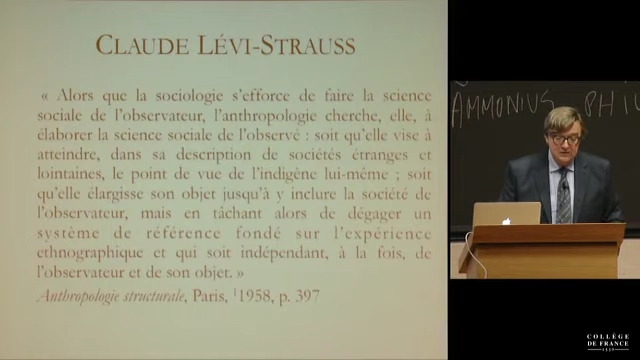 CLAUDE LÉVI-STRAUSS
« Alors que la sociologie s'efforce de faire la science
sociale de l'observateur, l'anthropologie cherche, elle, à
élaborer la science sociale de l'observé : soit qu'elle vise à
atteindre, dans sa description de sociétés étranges et
lointaines, le point de vue de l'indigène lui-même ; soit
qu'elle élargisse son objet jusqu'à y inclure la société de
l'observateur, mais en tâchant alors de dégager un
système de référence fondé sur l'expérience
ethnographique et qui soit indépendant, à la fois, de
l'observateur et de son objet. »
Anthropologie structurale, Paris, ¹1958, p. 397
AMMONIUS
COLLÈGE
DE FRANCE
1530